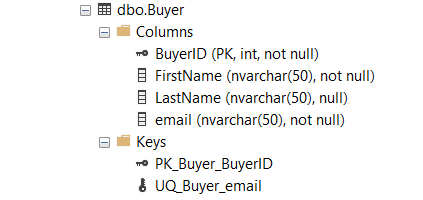 dbo.Buyer
Columns
BuyerID (PK, int, not null)
FirstName (nvarchar(50), not null)
LastName (nvarchar(50), null)
email (nvarchar(50), not null)
Keys
PK_Buyer_BuyerID
UQ_Buyer_email